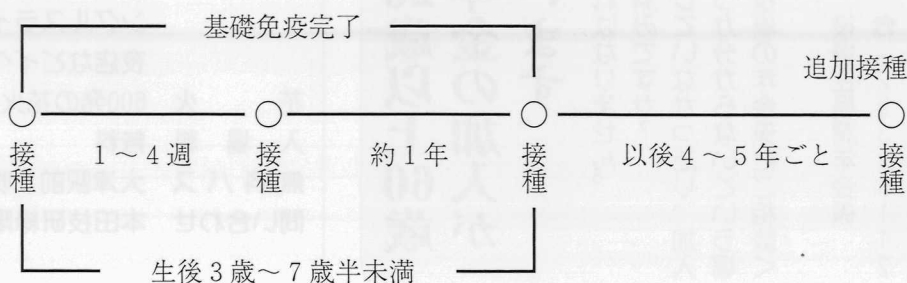 基礎免疫完了
追加接種
接種
1～4週
接種
約1年
接種
以後4～5年ごと
接種
生後3歳～7歳半未満